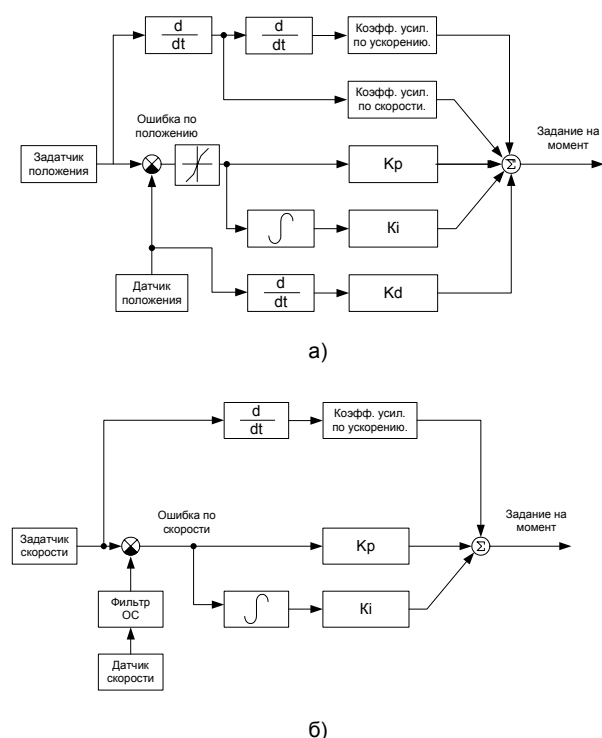 d
dt
d
dt
Коэфф. усил.
по ускорению.
Коэфф. усил.
по скорости.
Ошибка по
положению
Задание на
момент
Задатчик
положения
Kp
Σ
Ki
Датчик
положения
d
dt
Kd
а)
d
dt
Коэфф. усил.
по ускорению.
Ошибка по
скорости
Задание на
момент
Задатчик
скорости
Kp
Σ
Фильтр
ОС
Ki
Датчик
скорости
б)